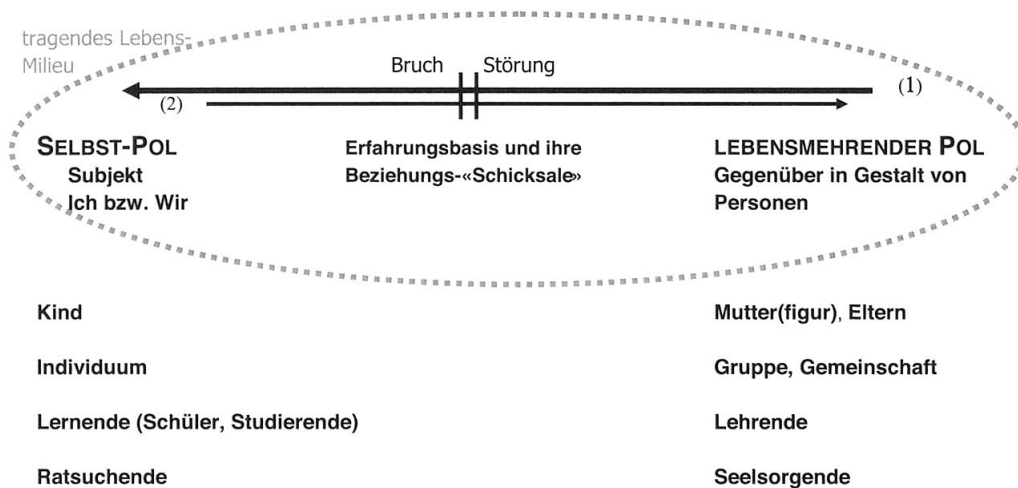 tragendes Lebens-
Milieu
Bruch Störung
(1)
(2)
SELBST-POL
Subjekt
Ich bzw. Wir
Erfahrungsbasis und ihre
Beziehungs-«Schicksale»
LEBENSMEHRENDER POL
Gegenüber in Gestalt von
Personen
Kind Mutter(figur), Eltern
Individuum Gruppe, Gemeinschaft
Lernende (Schüler, Studierende) Lehrende
Ratsuchende Seelsorgende